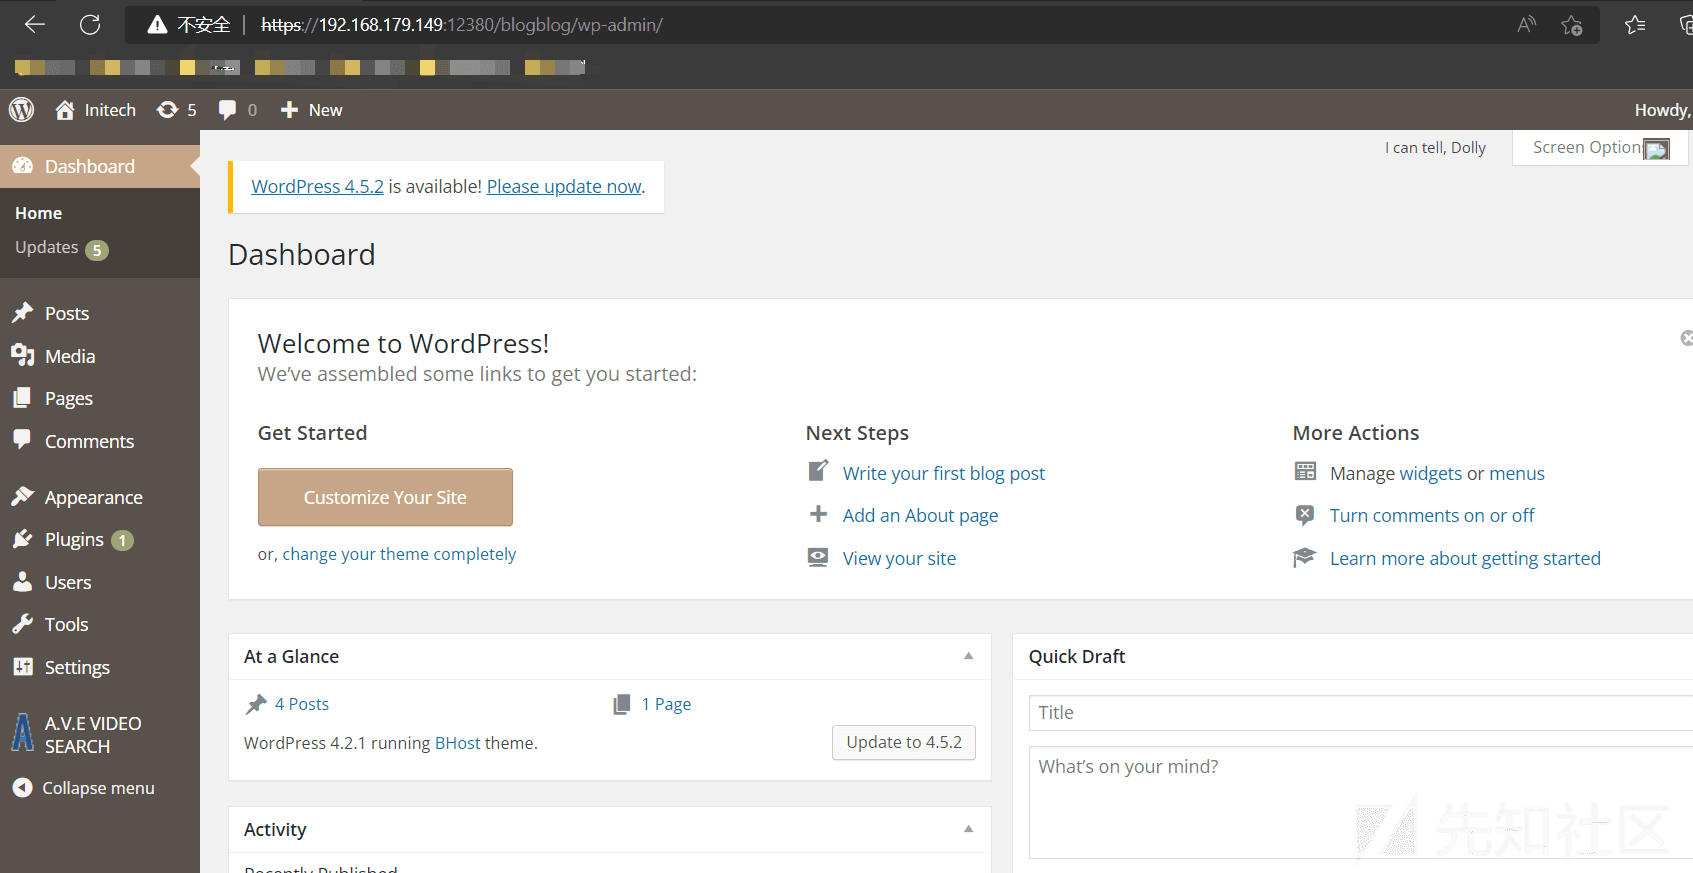 不安全 | https://192.168.179.149:12380/blogblog/wp-admin/
Initech 5 0 New Howdy,
I can tell, Dolly
Screen Options
Dashboard
Home
Updates 5
Posts
Media
Pages
Comments
Appearance
Plugins 1
Users
Tools
Settings
A.V.E VIDEO
SEARCH
Collapse menu
WordPress 4.5.2 is available! Please update now.
Dashboard
Welcome to WordPress!
We’ve assembled some links to get you started:
Get Started
Customize Your Site
or, change your theme completely
Next Steps
Write your first blog post
Add an About page
View your site
More Actions
Manage widgets or menus
Turn comments on or off
Learn more about getting started
At a Glance
4 Posts
1 Page
WordPress 4.2.1 running BHost theme.
Update to 4.5.2
Activity
Recently Published
Quick Draft
Title
What’s on your mind?
先知社区